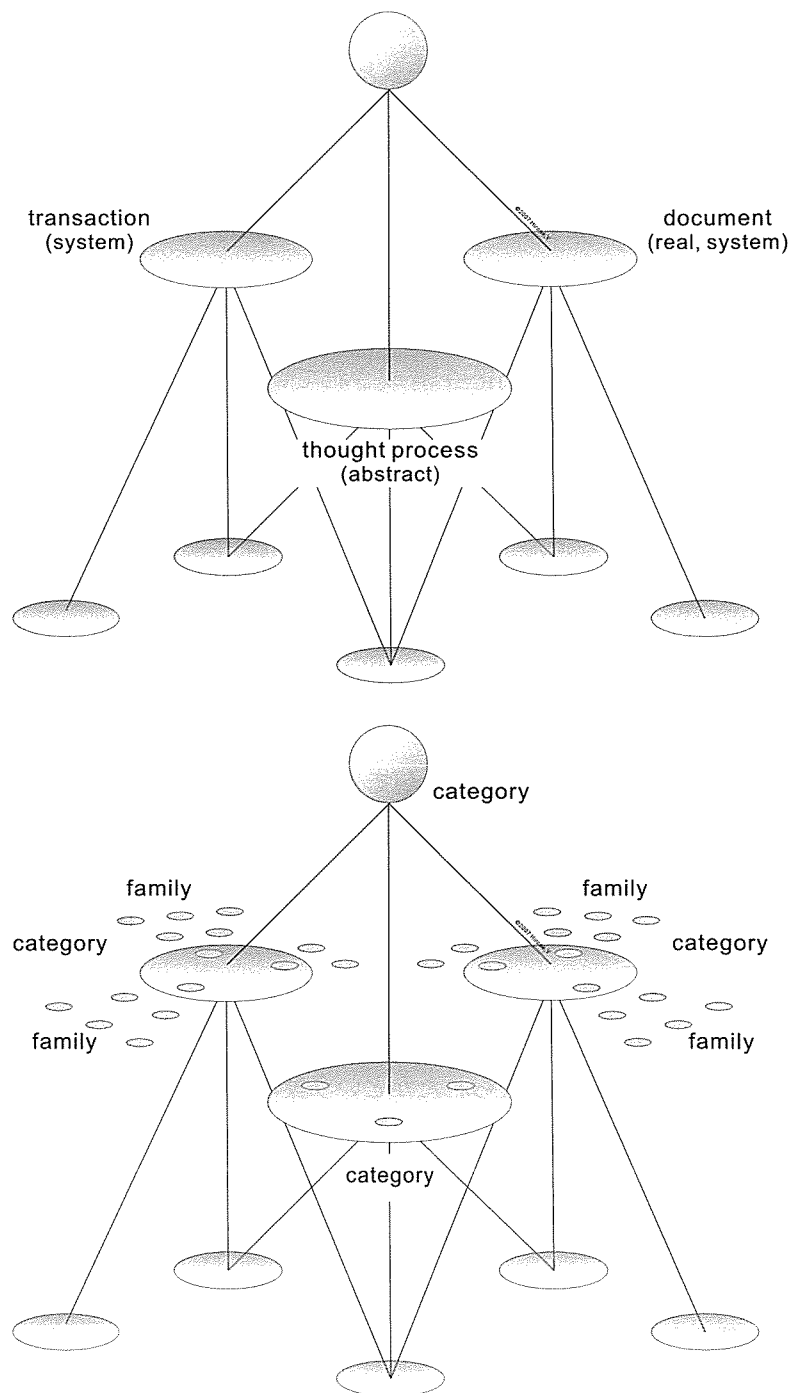 transaction
(system)
document
(real, system)
thought process
(abstract)
category
family
family
category
category
family
family
category